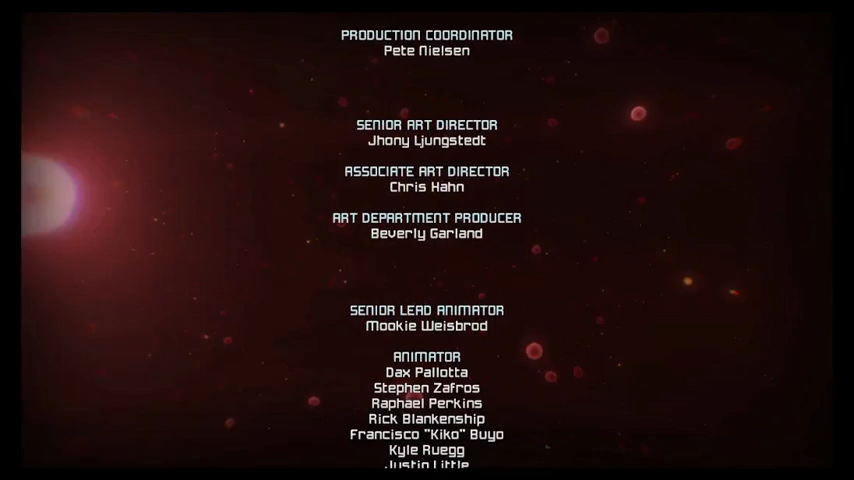 PRODUCTION COORDINATOR
Pete Nielsen
SENIOR ART DIRECTOR
Jhony Ljungstedt
ASSOCIATE ART DIRECTOR
Chris Hahn
ART DEPARTMENT PRODUCER
Beverly Garland
SENIOR LEAD ANIMATOR
Mookie Weisbrod
ANIMATOR
Dax Pallotta
Stephen Zafros
Raphael Perkins
Rick Blankenship
Francisco "Kiko" Buyo
Kyle Ruegg
Justin Little